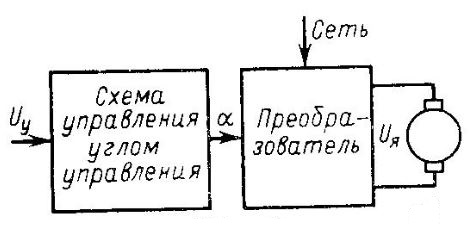 Сеть
Uу
Схема
управления
углом
управления
α
Преобра-
зователь
Uя